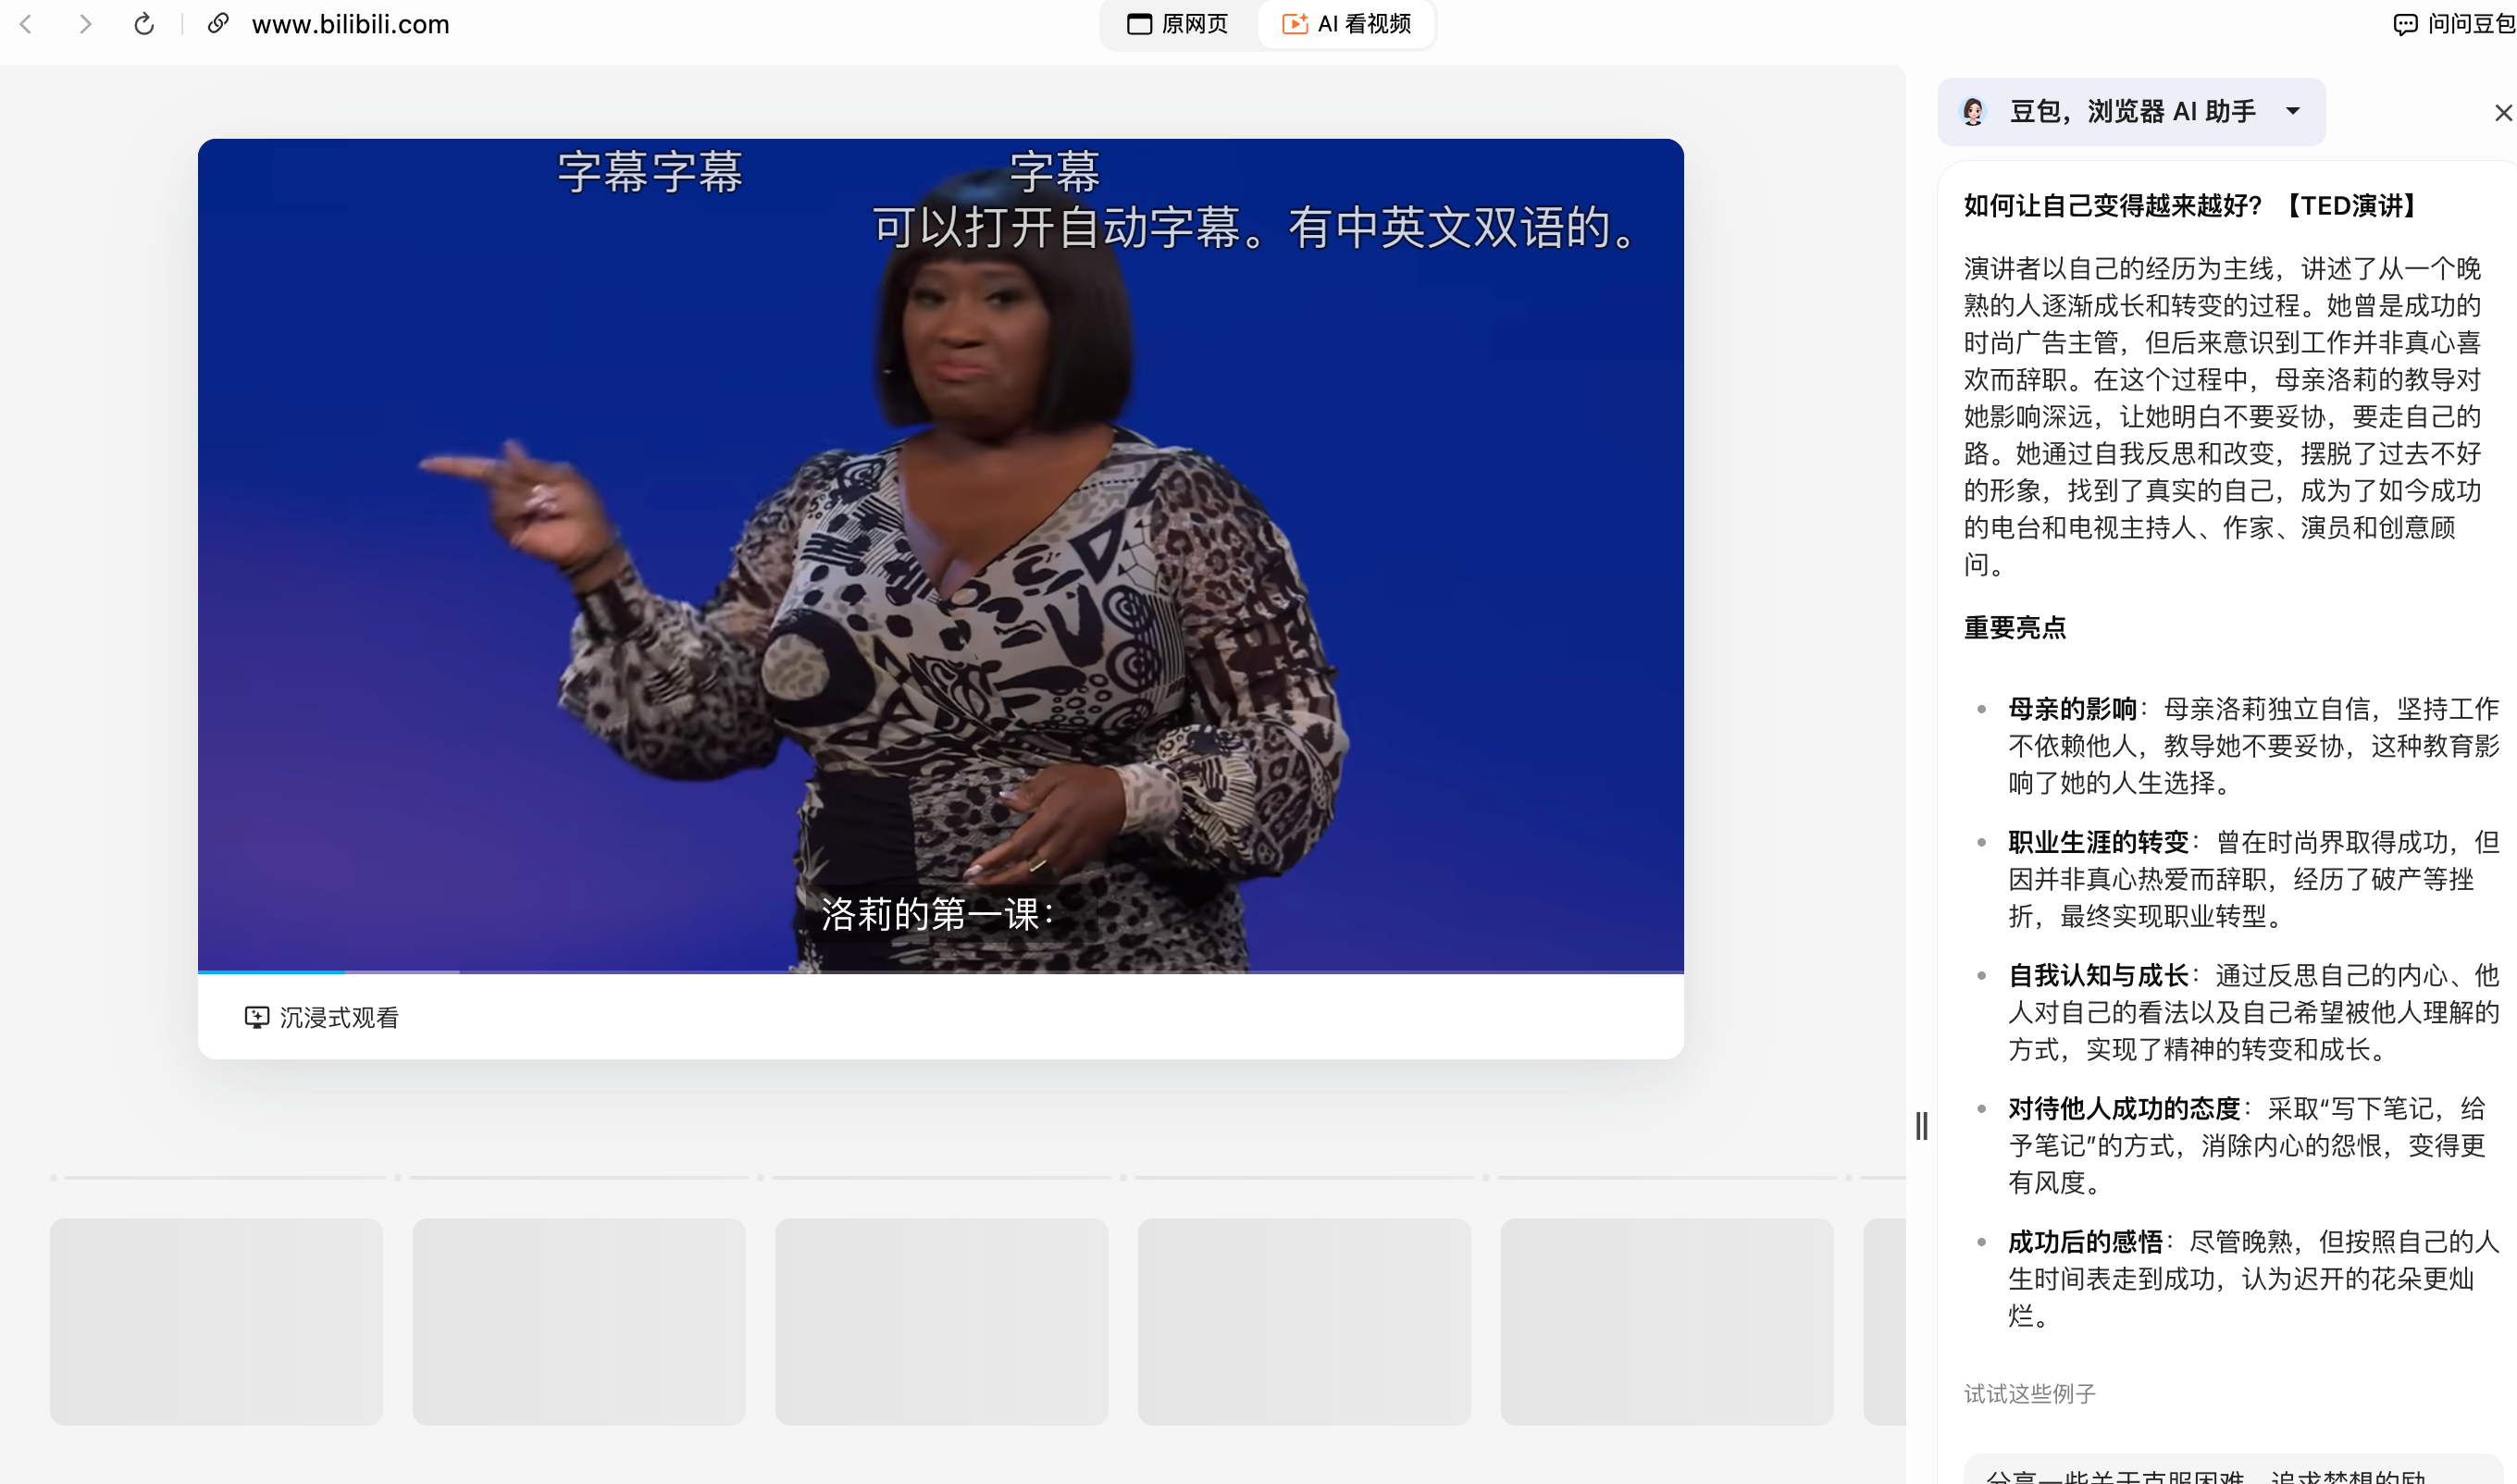 www.bilibili.com
原网页
AI 看视频
问问豆包
字幕字幕
字幕
可以打开自动字幕。有中英文双语的。
洛莉的第一课：
沉浸式观看
豆包，浏览器 AI 助手
如何让自己变得越来越好？【TED演讲】
演讲者以自己的经历为主线，讲述了从一个晚
熟的人逐渐成长和转变的过程。她曾是成功的
时尚广告主管，但后来意识到工作并非真心喜
欢而辞职。在这个过程中，母亲洛莉的教导对
她影响深远，让她明白不要妥协，要走自己的
路。她通过自我反思和改变，摆脱了过去不好
的形象，找到了真实的自己，成为了如今成功
的电台和电视主持人、作家、演员和创意顾
问。
重要亮点
母亲的影响：母亲洛莉独立自信，坚持工作
不依赖他人，教导她不要妥协，这种教育影
响了她的人生选择。
职业生涯的转变：曾在时尚界取得成功，但
因并非真心热爱而辞职，经历了破产等挫
折，最终实现职业转型。
自我认知与成长：通过反思自己的内心、他
人对自己的看法以及自己希望被他人理解的
方式，实现了精神的转变和成长。
对待他人成功的态度：采取“写下笔记，给
予笔记”的方式，消除内心的怨恨，变得更
有风度。
成功后的感悟：尽管晚熟，但按照自己的人
生时间表走到成功，认为迟开的花朵更灿
烂。
试试这些例子
分享一些关于克服困难、追求梦想的励